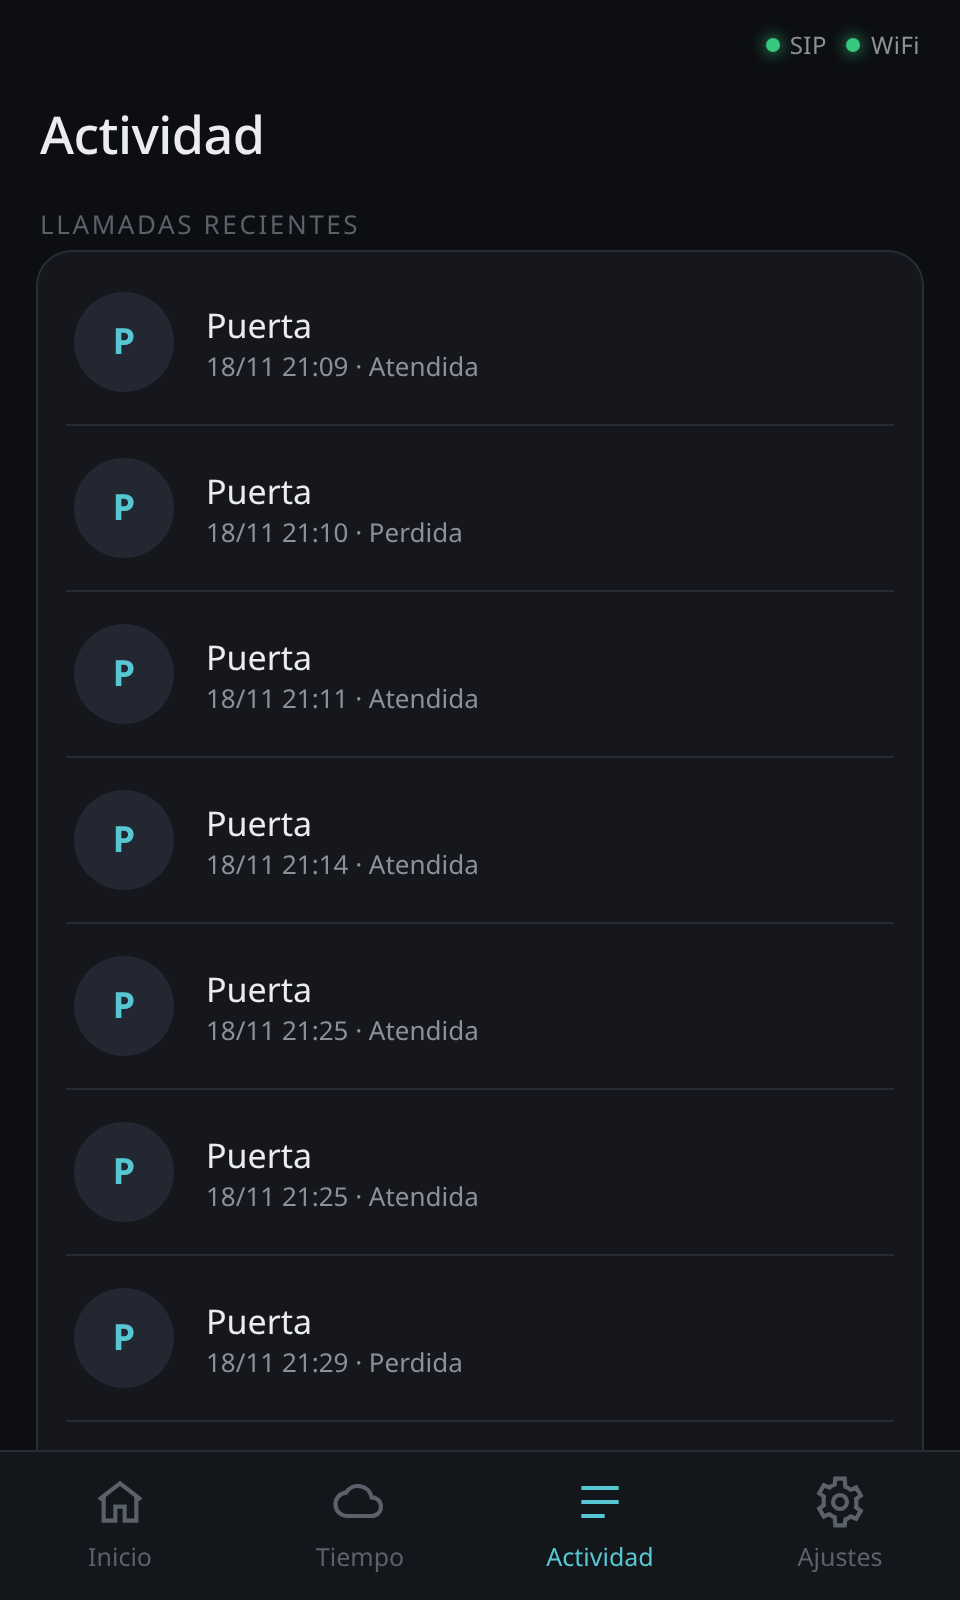 SIP WiFi
Actividad
LLAMADAS RECIENTES
P
Puerta
18/11 21:09 · Atendida
P
Puerta
18/11 21:10 · Perdida
P
Puerta
18/11 21:11 · Atendida
P
Puerta
18/11 21:14 · Atendida
P
Puerta
18/11 21:25 · Atendida
P
Puerta
18/11 21:25 · Atendida
P
Puerta
18/11 21:29 · Perdida
Inicio Tiempo Actividad Ajustes